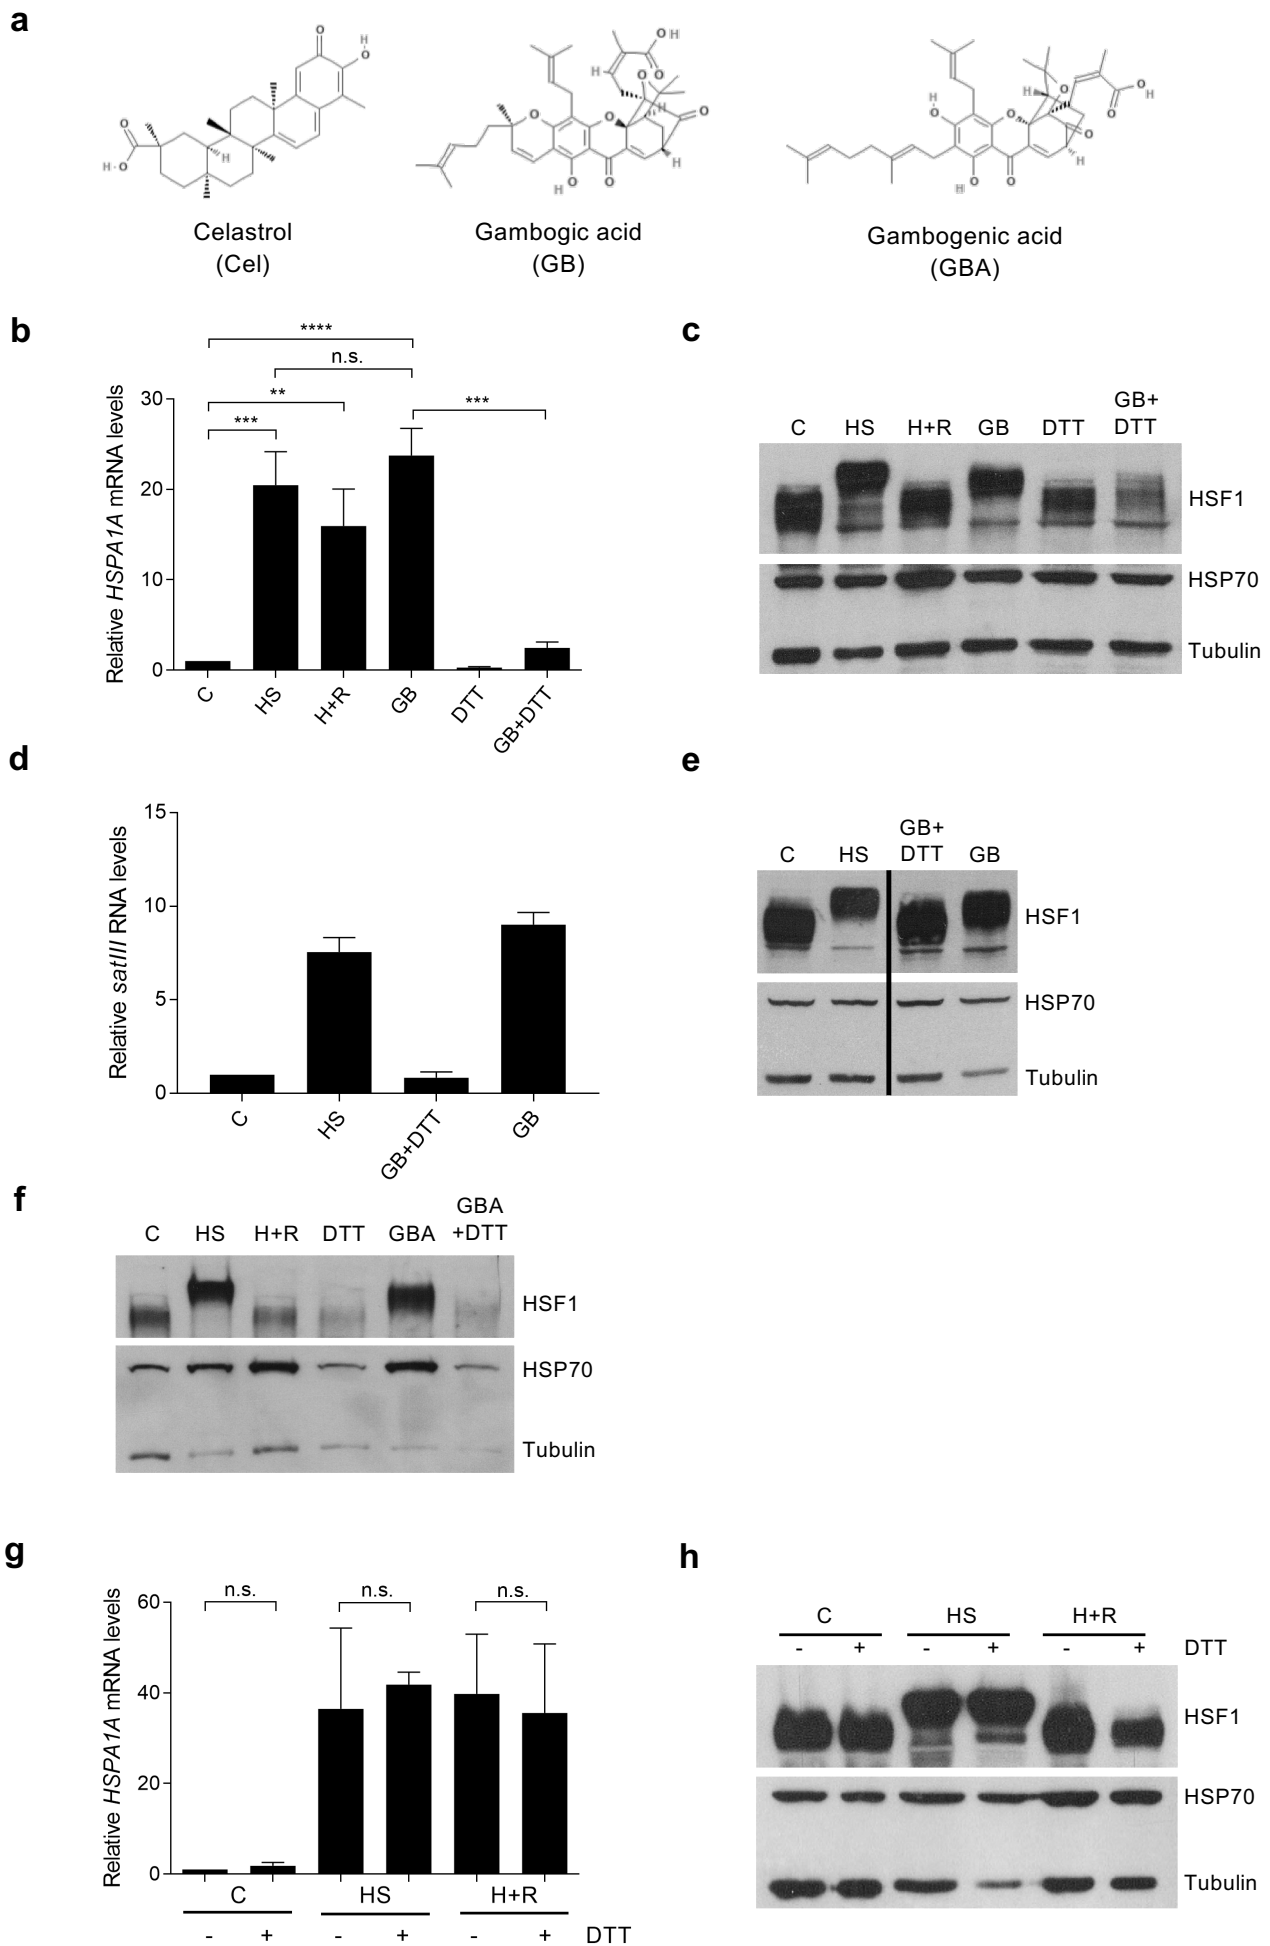 a
O
H
O
O
H
O
H
O
H
H
O
O
O
O
O
H
O
O
H
O
H
H
O
O
O
O
H
O
O
H
O
H
O
H
Celastrol
(Cel)
Gambogic acid
(GB)
Gambogenic acid
(GBA)
b
Relative HSPA1A mRNA levels
30
20
10
0
****
n.s.
**
***
***
C
HS
H+R
GB
DTT
GB+DTT
c
C HS H+R GB DTT GB+
DTT
HSF1
HSP70
Tubulin
d
Relative satIII RNA levels
15
10
5
0
C
HS
GB+DTT
GB
e
C HS GB+
DTT GB
HSF1
HSP70
Tubulin
f
C HS H+R DTT GBA GBA
+DTT
HSF1
HSP70
Tubulin
g
Relative HSPA1A mRNA levels
60
40
20
0
n.s. n.s. n.s.
C HS H+R
- + - + - + DTT
h
C HS H+R
- + - + - + DTT
HSF1
HSP70
Tubulin